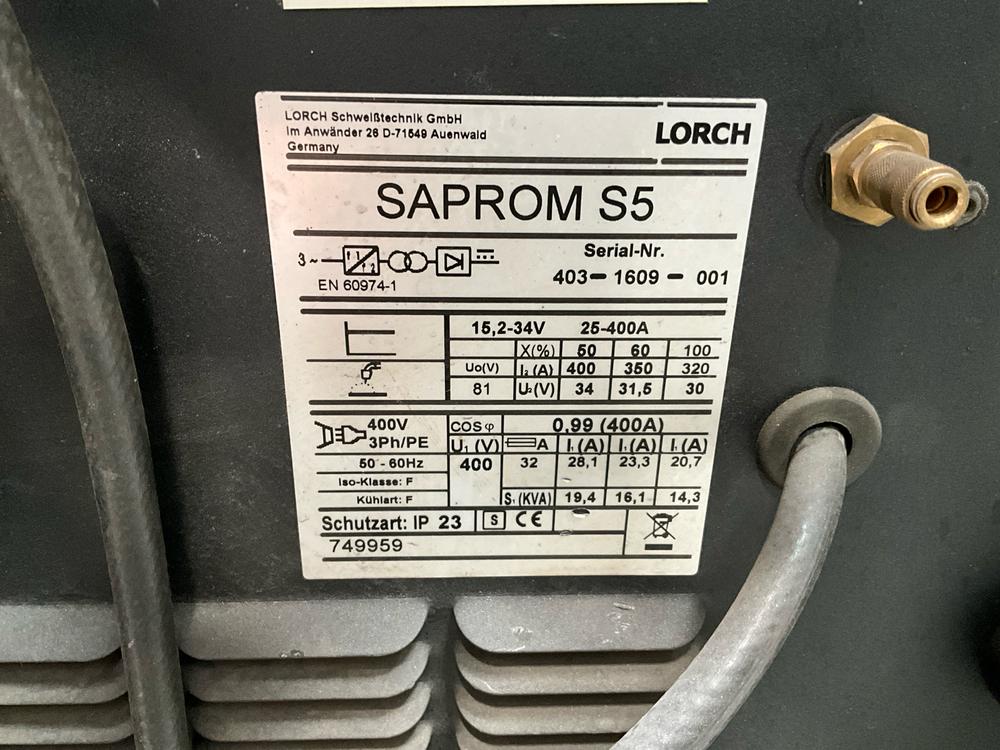 LORCH Schweißtechnik GmbH
Im Anwänder 26 D-71549 Auenwald
Germany
LORCH
SAPROM S5
3~
EN 60974-1
Serial-Nr.
403-1609-001
15,2-34V 25-400A
X(%) 50 60 100
Uo(V) I₂(A) 400 350 320
81 U₂(V) 34 31,5 30
400V
3Ph/PE
cos φ 0,99 (400A)
U₁ (V) A I₁(A) I₁(A) I₁(A)
50-60Hz 400 32 28,1 23,3 20,7
Iso-Klasse: F
Kühlart: F S₁(KVA) 19,4 16,1 14,3
Schutzart: IP 23 S CE
749959